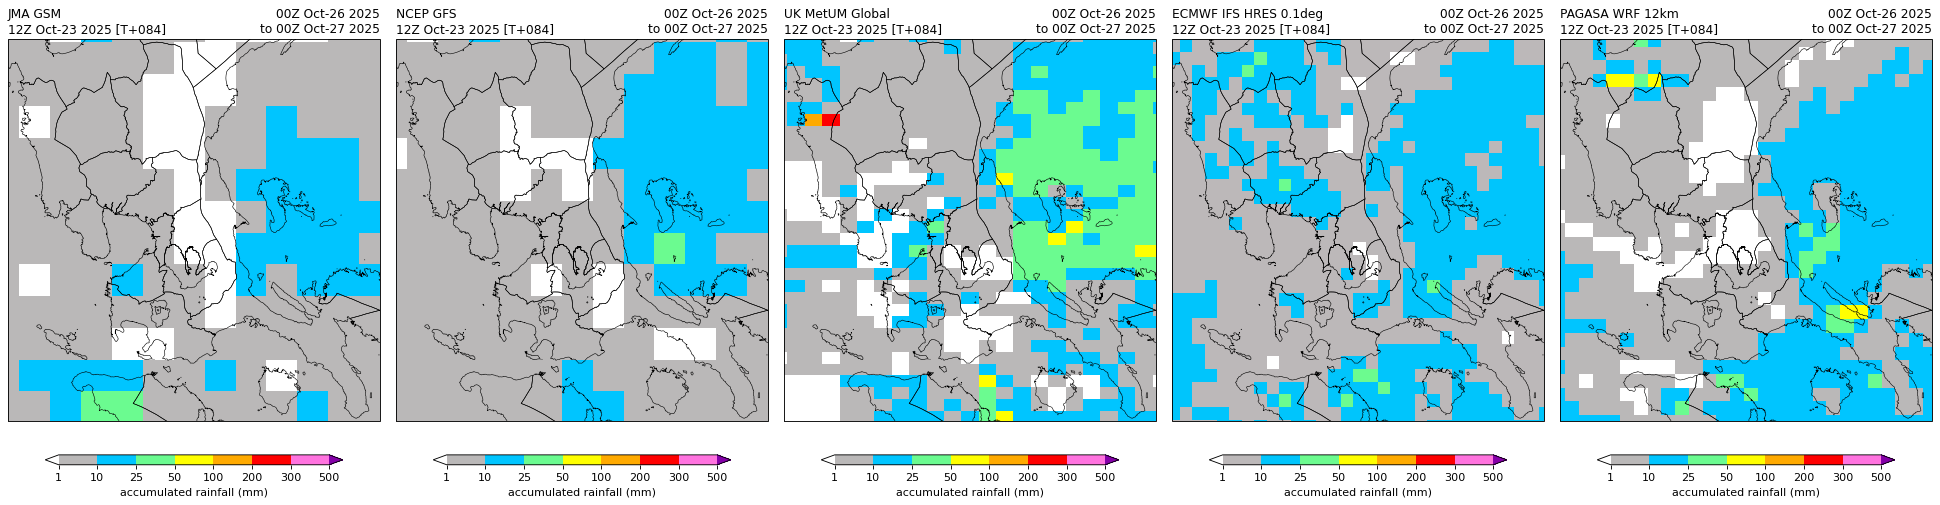 JMA GSM
12Z Oct-23 2025 [T+084]
00Z Oct-26 2025
to 00Z Oct-27 2025
NCEP GFS
12Z Oct-23 2025 [T+084]
00Z Oct-26 2025
to 00Z Oct-27 2025
UK MetUM Global
12Z Oct-23 2025 [T+084]
00Z Oct-26 2025
to 00Z Oct-27 2025
ECMWF IFS HRES 0.1deg
12Z Oct-23 2025 [T+084]
00Z Oct-26 2025
to 00Z Oct-27 2025
PAGASA WRF 12km
12Z Oct-23 2025 [T+084]
00Z Oct-26 2025
to 00Z Oct-27 2025
1 10 25 50 100 200 300 500
accumulated rainfall (mm)
1 10 25 50 100 200 300 500
accumulated rainfall (mm)
1 10 25 50 100 200 300 500
accumulated rainfall (mm)
1 10 25 50 100 200 300 500
accumulated rainfall (mm)
1 10 25 50 100 200 300 500
accumulated rainfall (mm)